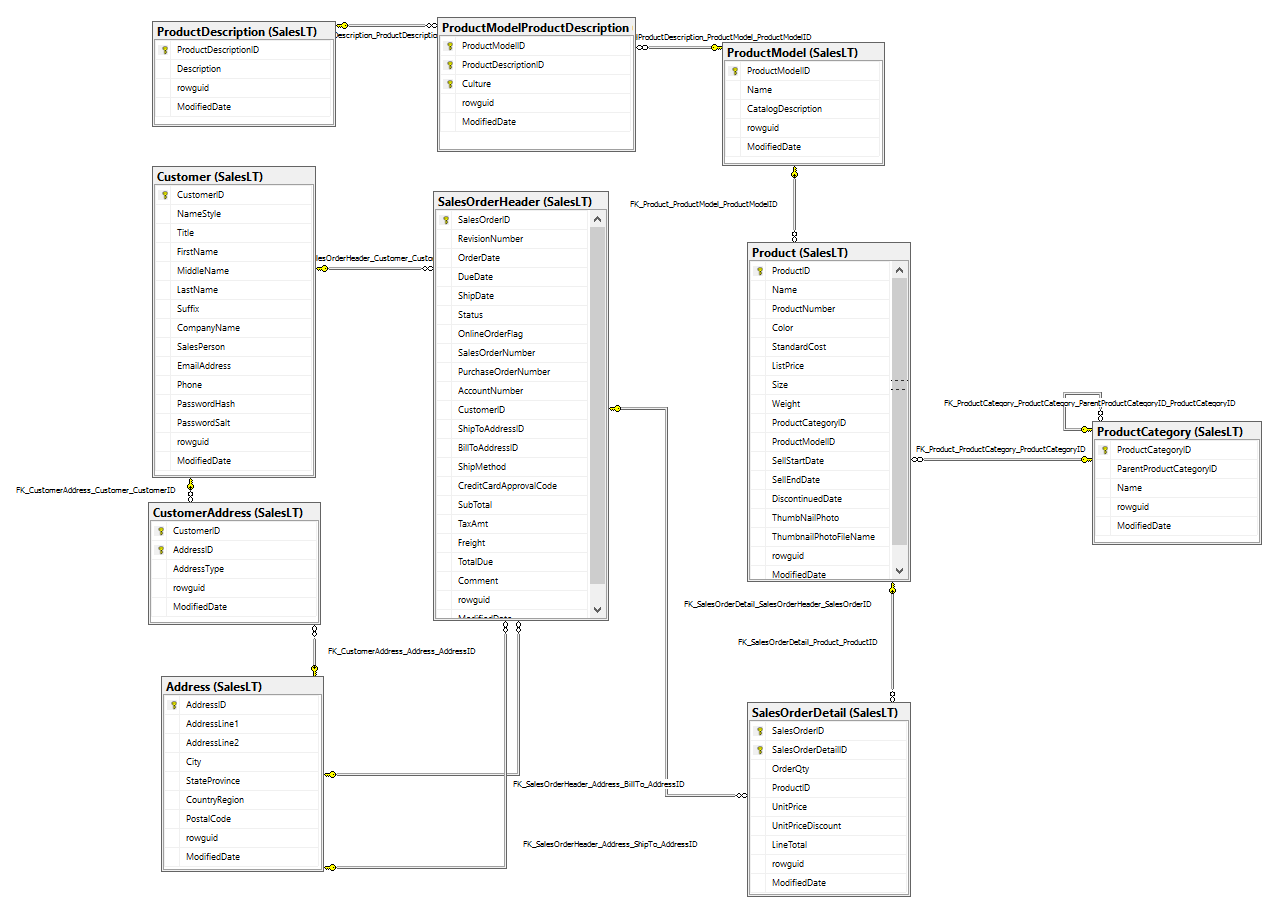 ProductDescription (SalesLT)
ProductDescriptionID
Description
rowguid
ModifiedDate
Description_ProductDescriptio
ProductModelProductDescription
ProductModelID
ProductDescriptionID
Culture
rowguid
ModifiedDate
ProductDescription_ProductModel_ProductModelID
ProductModel (SalesLT)
ProductModelID
Name
CatalogDescription
rowguid
ModifiedDate
Customer (SalesLT)
CustomerID
NameStyle
Title
FirstName
MiddleName
LastName
Suffix
CompanyName
SalesPerson
EmailAddress
Phone
PasswordHash
PasswordSalt
rowguid
ModifiedDate
lesOrderHeader_Customer_Custo
SalesOrderHeader (SalesLT)
SalesOrderID
RevisionNumber
OrderDate
DueDate
ShipDate
Status
OnlineOrderFlag
SalesOrderNumber
PurchaseOrderNumber
AccountNumber
CustomerID
ShipToAddressID
BillToAddressID
ShipMethod
CreditCardApprovalCode
SubTotal
TaxAmt
Freight
TotalDue
Comment
rowguid
ModifiedDate
FK_Product_ProductModel_ProductModelID
Product (SalesLT)
ProductID
Name
ProductNumber
Color
StandardCost
ListPrice
Size
Weight
ProductCategoryID
ProductModelID
SellStartDate
SellEndDate
DiscontinuedDate
ThumbNailPhoto
ThumbnailPhotoFileName
rowguid
ModifiedDate
FK_ProductCategory_ProductCategory_ParentProductCategoryID_ProductCategoryID
FK_Product_ProductCategory_ProductCategoryID
ProductCategory (SalesLT)
ProductCategoryID
ParentProductCategoryID
Name
rowguid
ModifiedDate
FK_CustomerAddress_Customer_CustomerID
CustomerAddress (SalesLT)
CustomerID
AddressID
AddressType
rowguid
ModifiedDate
FK_CustomerAddress_Address_AddressID
FK_SalesOrderDetail_SalesOrderHeader_SalesOrderID
FK_SalesOrderDetail_Product_ProductID
Address (SalesLT)
AddressID
AddressLine1
AddressLine2
City
StateProvince
CountryRegion
PostalCode
rowguid
ModifiedDate
FK_SalesOrderHeader_Address_BillTo_AddressID
FK_SalesOrderHeader_Address_ShipTo_AddressID
SalesOrderDetail (SalesLT)
SalesOrderID
SalesOrderDetailID
OrderQty
ProductID
UnitPrice
UnitPriceDiscount
LineTotal
rowguid
ModifiedDate